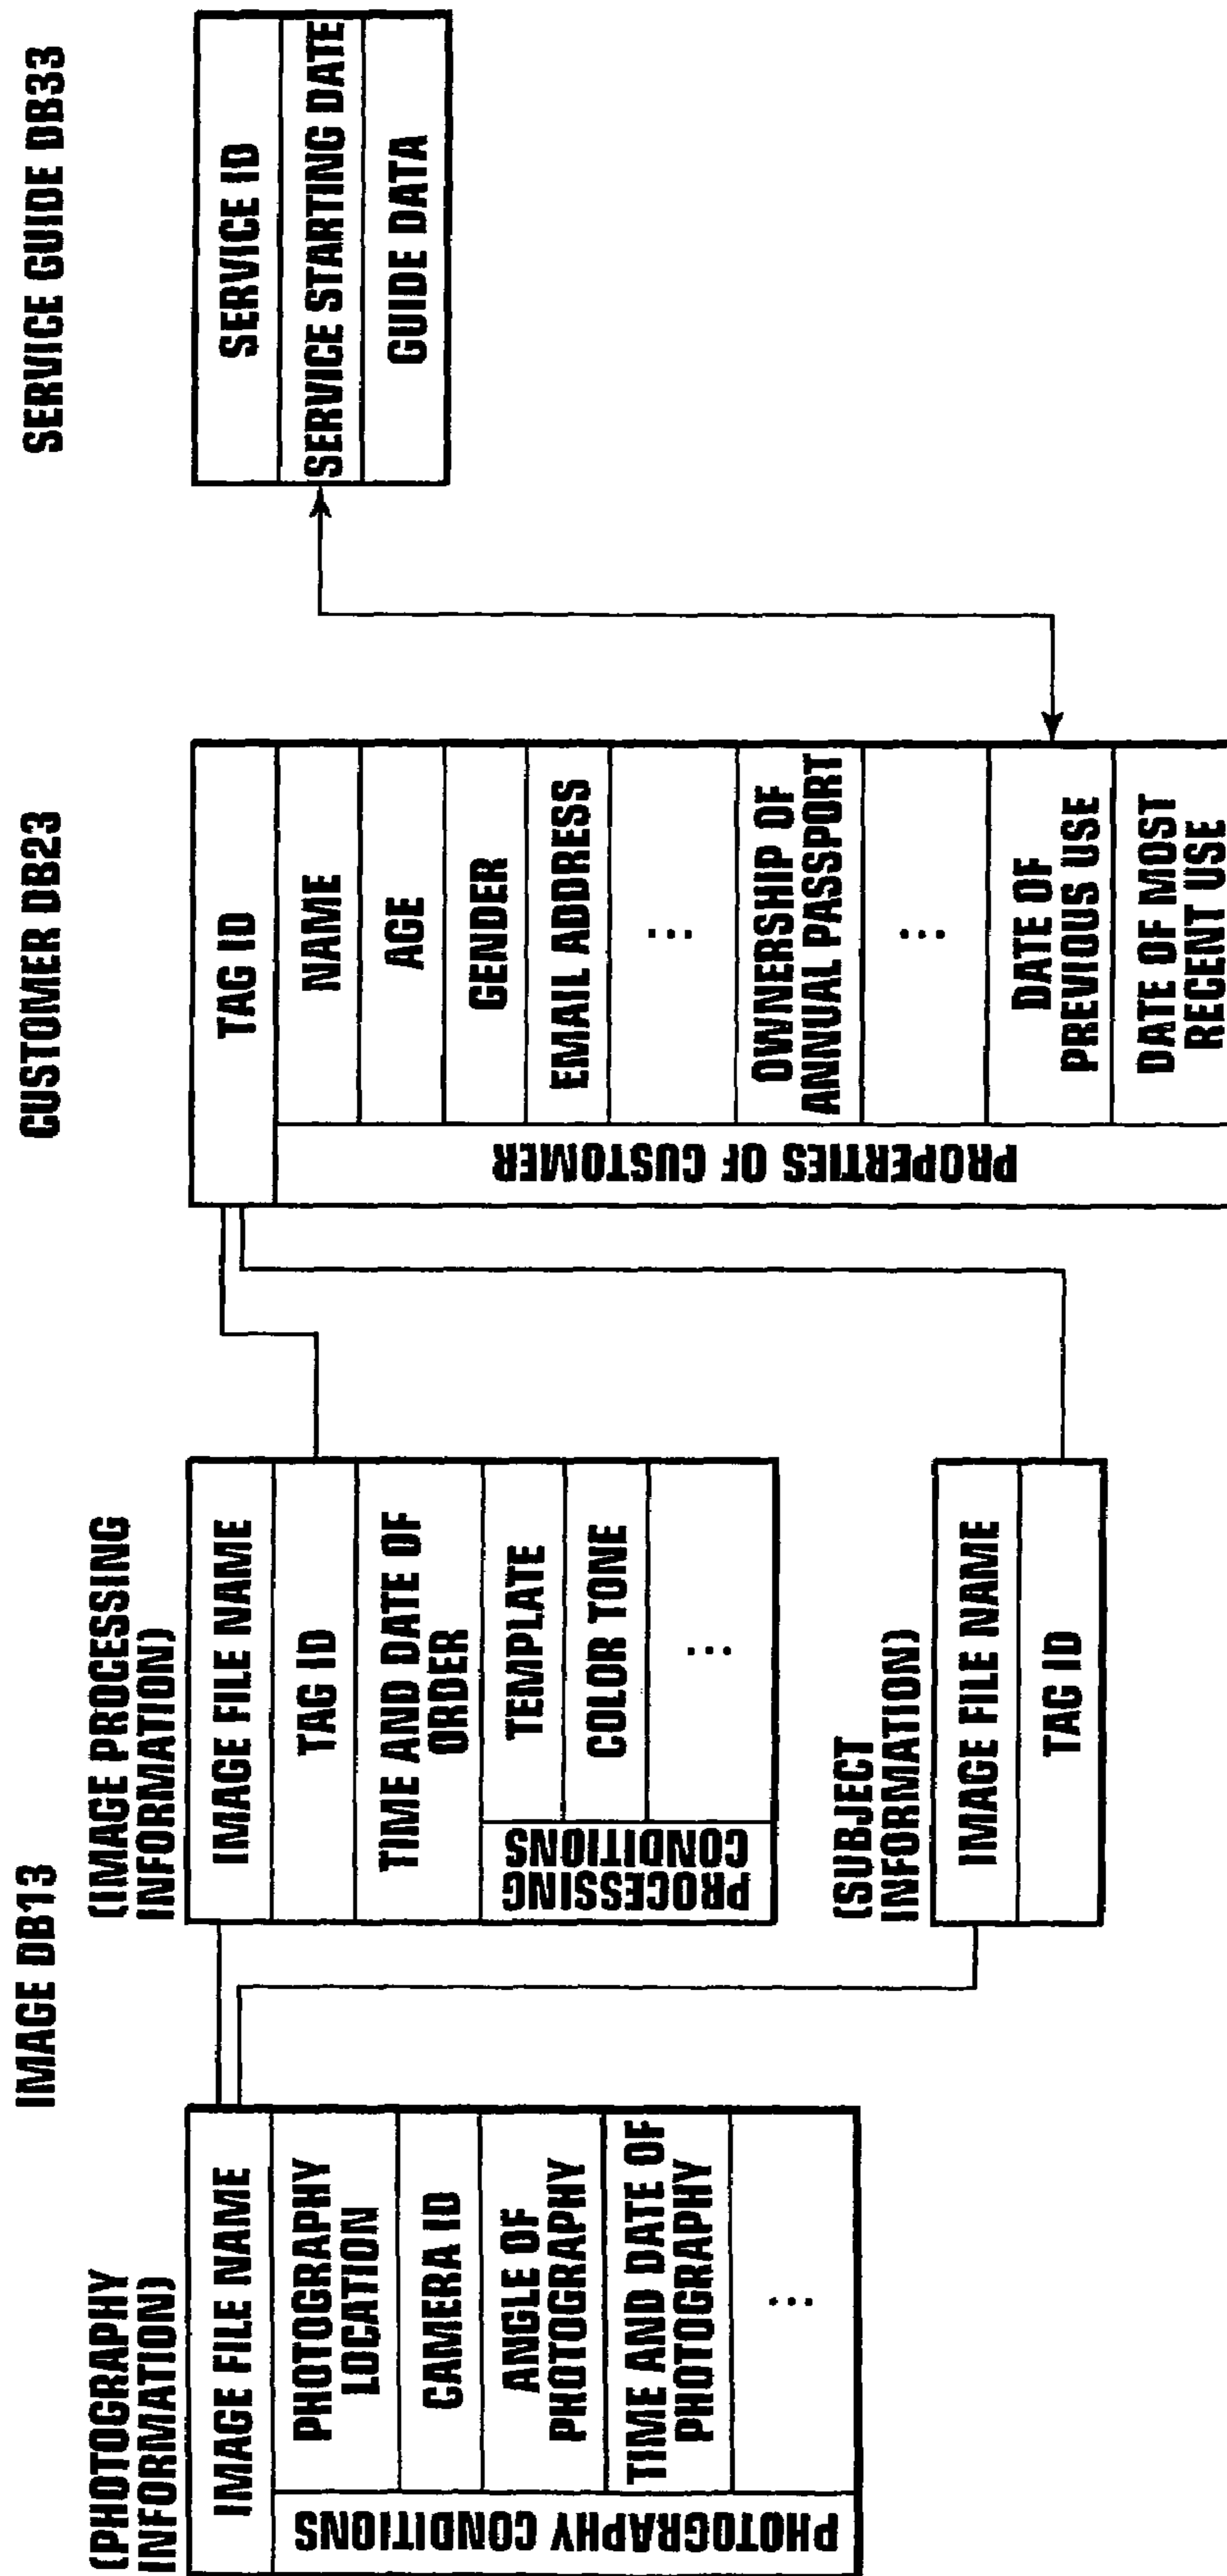 IMAGE DB13
(PHOTOGRAPHY
INFORMATION)
IMAGE FILE NAME
PHOTOGRAPHY CONDITIONS
PHOTOGRAPHY
LOCATION
CAMERA ID
ANGLE OF
PHOTOGRAPHY
TIME AND DATE OF
PHOTOGRAPHY
...
(IMAGE PROCESSING
INFORMATION)
IMAGE FILE NAME
TAG ID
TIME AND DATE OF
ORDER
PROCESSING
CONDITIONS
TEMPLATE
COLOR TONE
...
(SUBJECT
INFORMATION)
IMAGE FILE NAME
TAG ID
CUSTOMER DB23
TAG ID
PROPERTIES OF CUSTOMER
NAME
AGE
GENDER
EMAIL ADDRESS
...
OWNERSHIP OF
ANNUAL PASSPORT
...
DATE OF
PREVIOUS USE
DATE OF MOST
RECENT USE
SERVICE GUIDE DB33
SERVICE ID
SERVICE STARTING DATE
GUIDE DATA